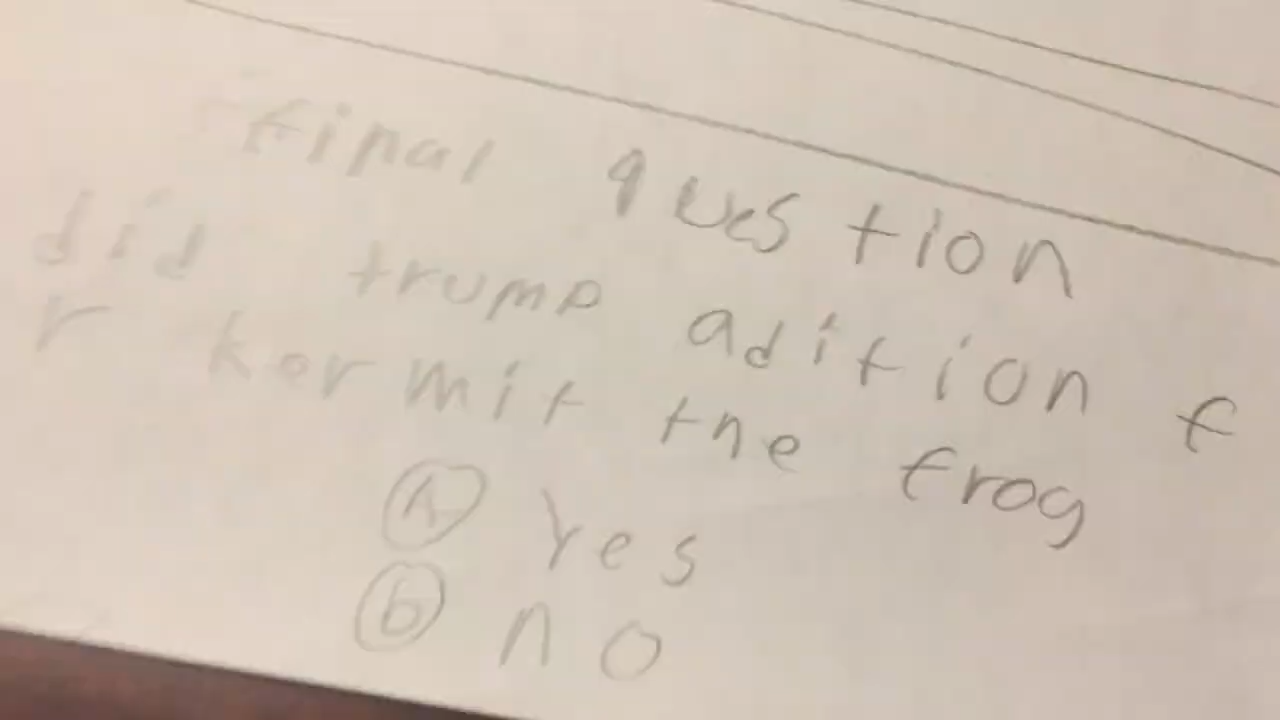 final question
did trump adition f
r kermit the frog
A yes
b no